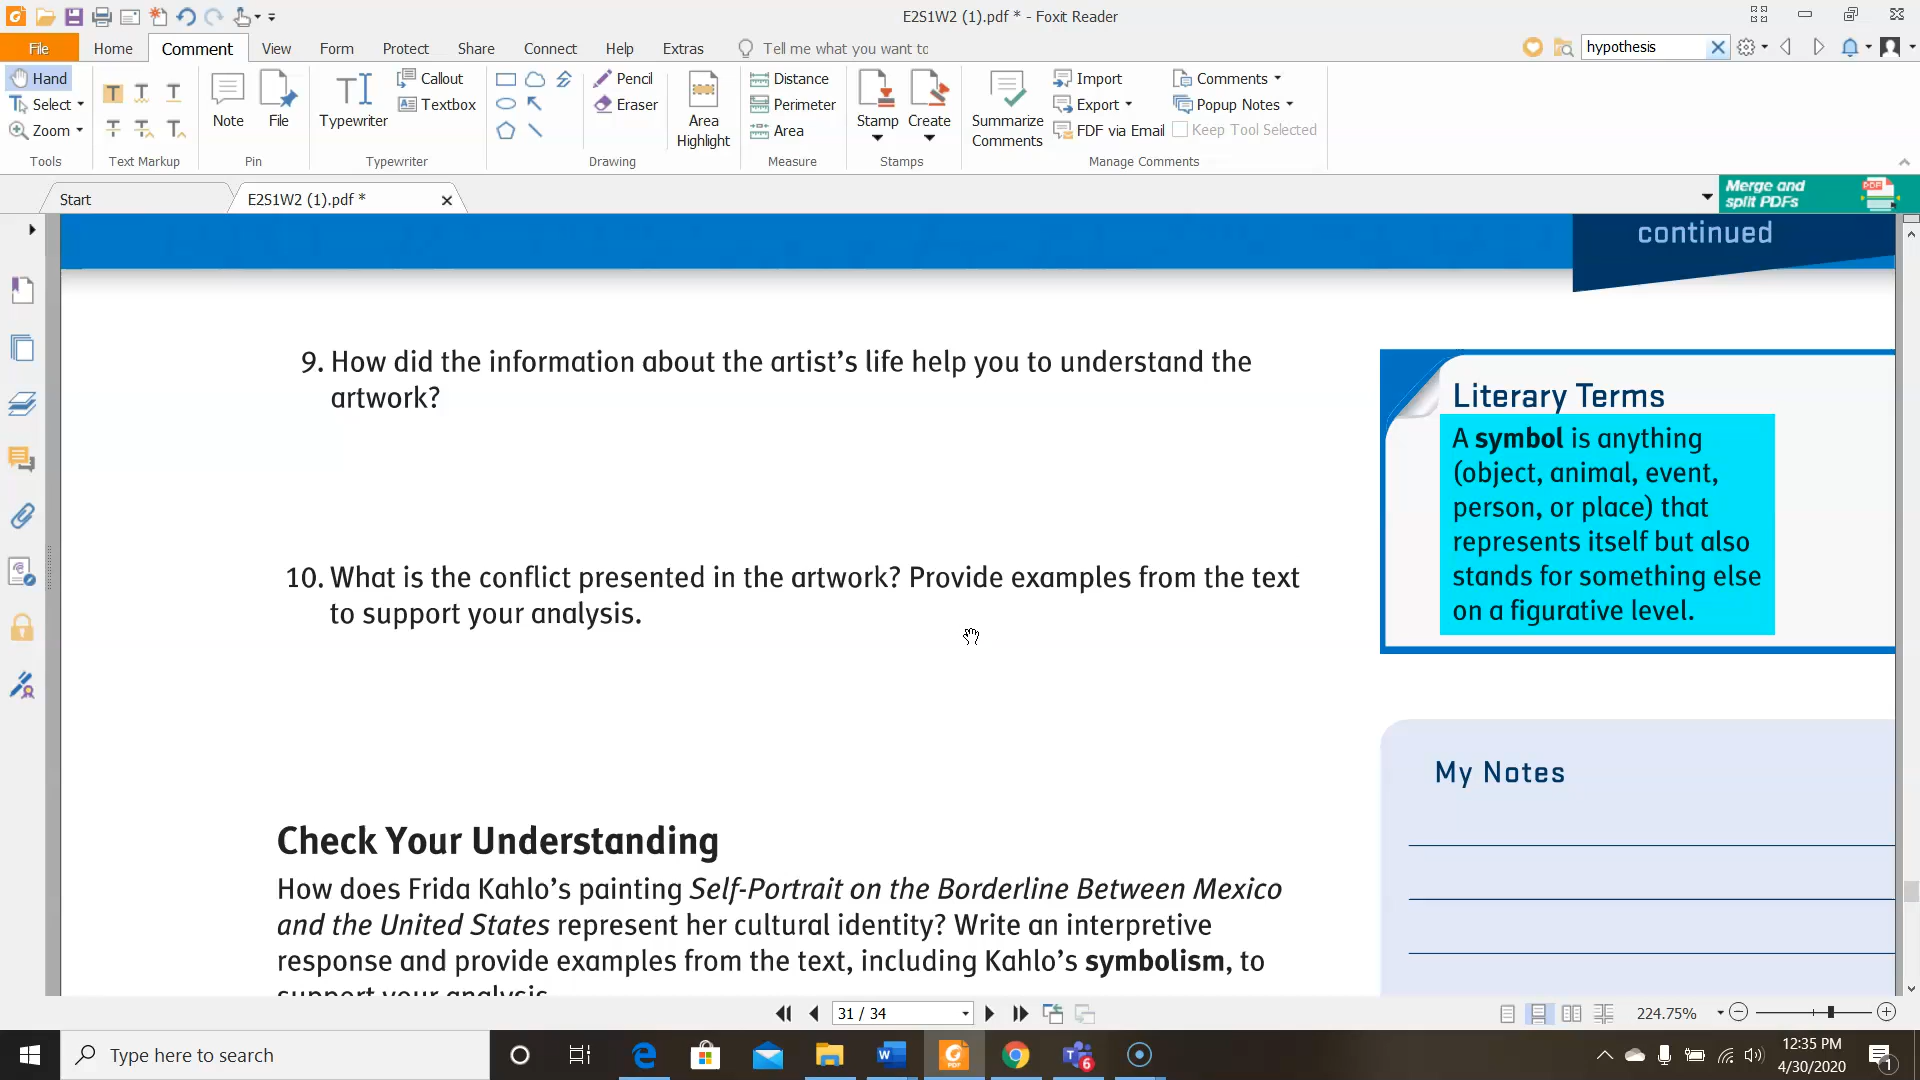 E2S1W2 (1).pdf * - Foxit Reader
File Home Comment View Form Protect Share Connect Help Extras Tell me what you want to hypothesis
Hand
Select
Zoom
Tools
Text Markup
Note
File
Pin
Typewriter
Callout
Textbox
Typewriter
Pencil
Eraser
Area
Highlight
Drawing
Distance
Perimeter
Area
Measure
Stamp
Create
Stamps
Summarize
Comments
Import
Export
FDF via Email
Comments
Popup Notes
Keep Tool Selected
Manage Comments
Start
E2S1W2 (1).pdf *
Merge and
split PDFs
PDF
continued
9. How did the information about the artist's life help you to understand the
artwork?
10. What is the conflict presented in the artwork? Provide examples from the text
to support your analysis.
Check Your Understanding
How does Frida Kahlo's painting Self-Portrait on the Borderline Between Mexico
and the United States represent her cultural identity? Write an interpretive
response and provide examples from the text, including Kahlo's symbolism, to
support your analysis.
Literary Terms
A symbol is anything
(object, animal, event,
person, or place) that
represents itself but also
stands for something else
on a figurative level.
My Notes
31 / 34
224.75%
Type here to search
PDF
6
12:35 PM
4/30/2020
1